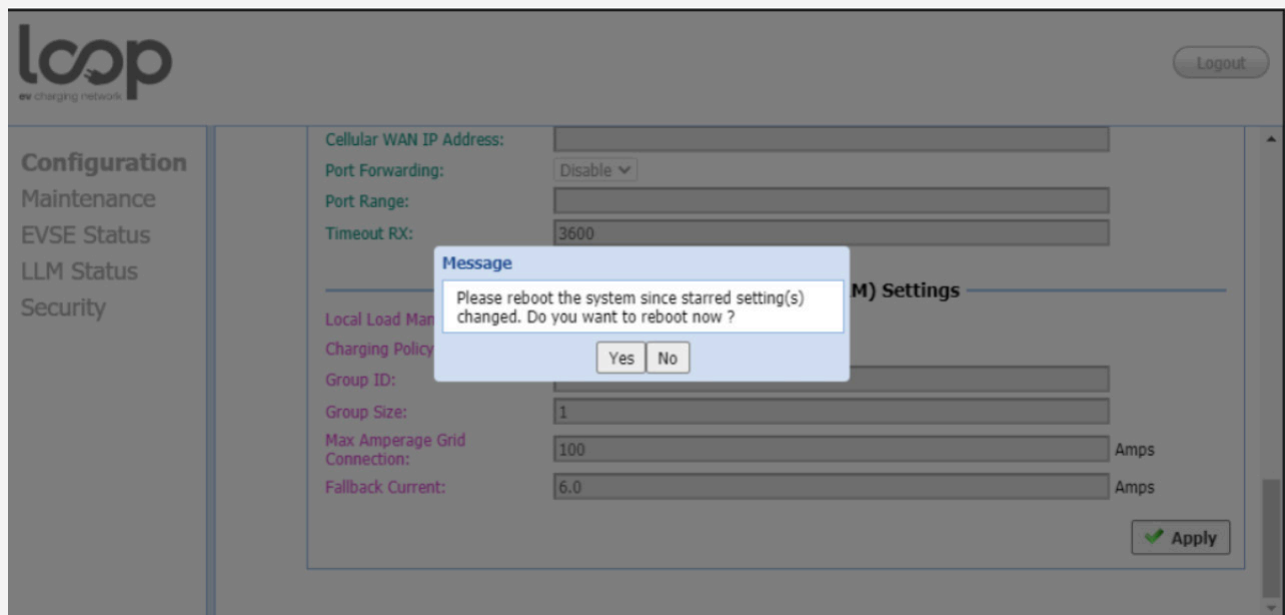 loop
ev charging network
Logout
Configuration
Maintenance
EVSE Status
LLM Status
Security
Cellular WAN IP Address:
Port Forwarding: Disable
Port Range:
Timeout RX: 3600
Message
Please reboot the system since starred setting(s)
changed. Do you want to reboot now ?
Yes No
M) Settings
Local Load Man
Charging Policy
Group ID:
Group Size: 1
Max Amperage Grid
Connection: 100 Amps
Fallback Current: 6.0 Amps
Apply